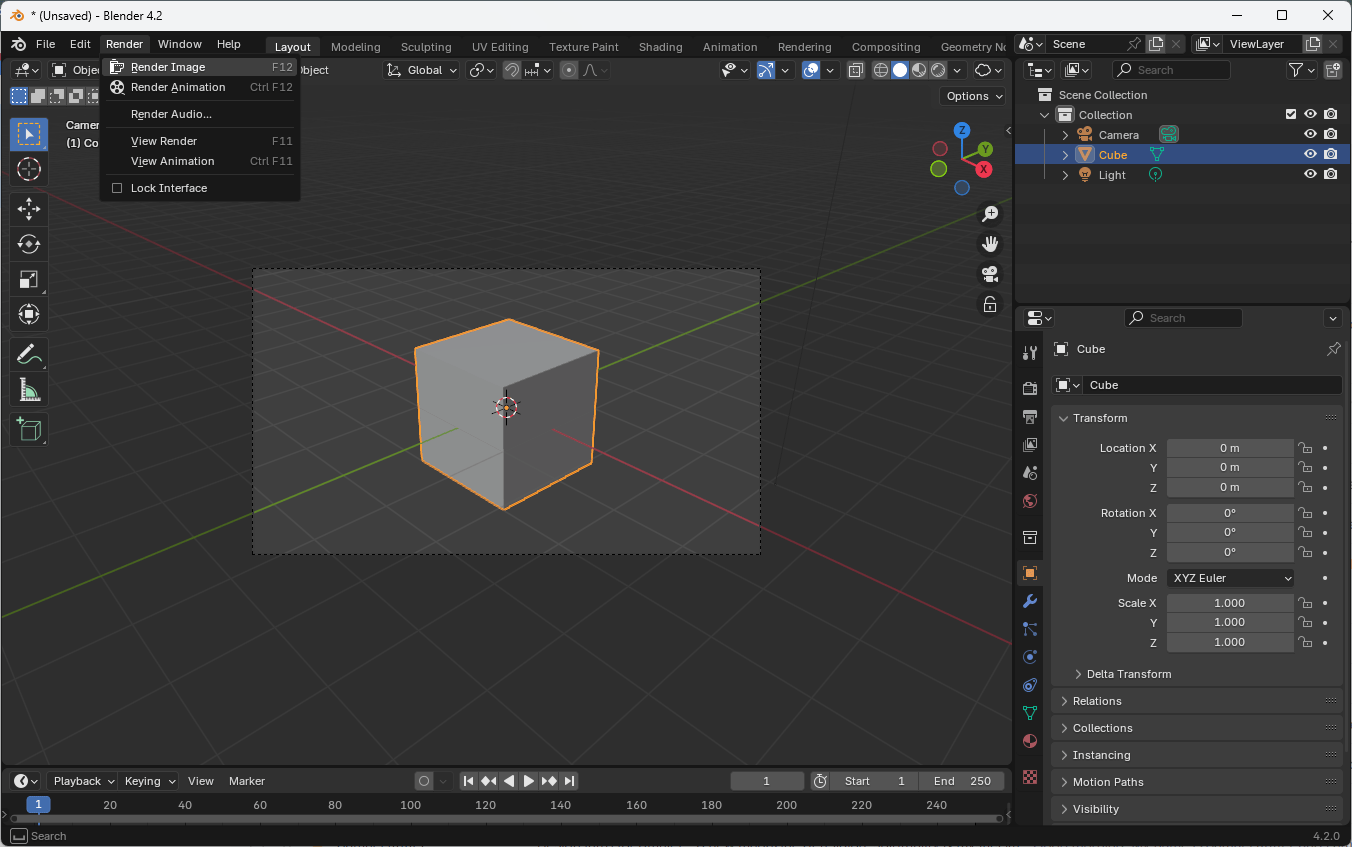 * (Unsaved) - Blender 4.2
File Edit Render Window Help Layout Modeling Sculpting UV Editing Texture Paint Shading Animation Rendering Compositing Geometry No
Scene ViewLayer
Render Image F12
Render Animation Ctrl F12
Render Audio...
View Render F11
View Animation Ctrl F11
Lock Interface
Obje
Object
Global
Search
Options
Camer
(1) Co
Z
Y
X
Scene Collection
Collection
Camera
Cube
Light
Search
Cube
Cube
Transform
Location X 0 m
Y 0 m
Z 0 m
Rotation X 0°
Y 0°
Z 0°
Mode XYZ Euler
Scale X 1.000
Y 1.000
Z 1.000
Delta Transform
Relations
Collections
Instancing
Motion Paths
Visibility
Playback Keying View Marker 1 Start 1 End 250
1 20 40 60 80 100 120 140 160 180 200 220 240
Search 4.2.0